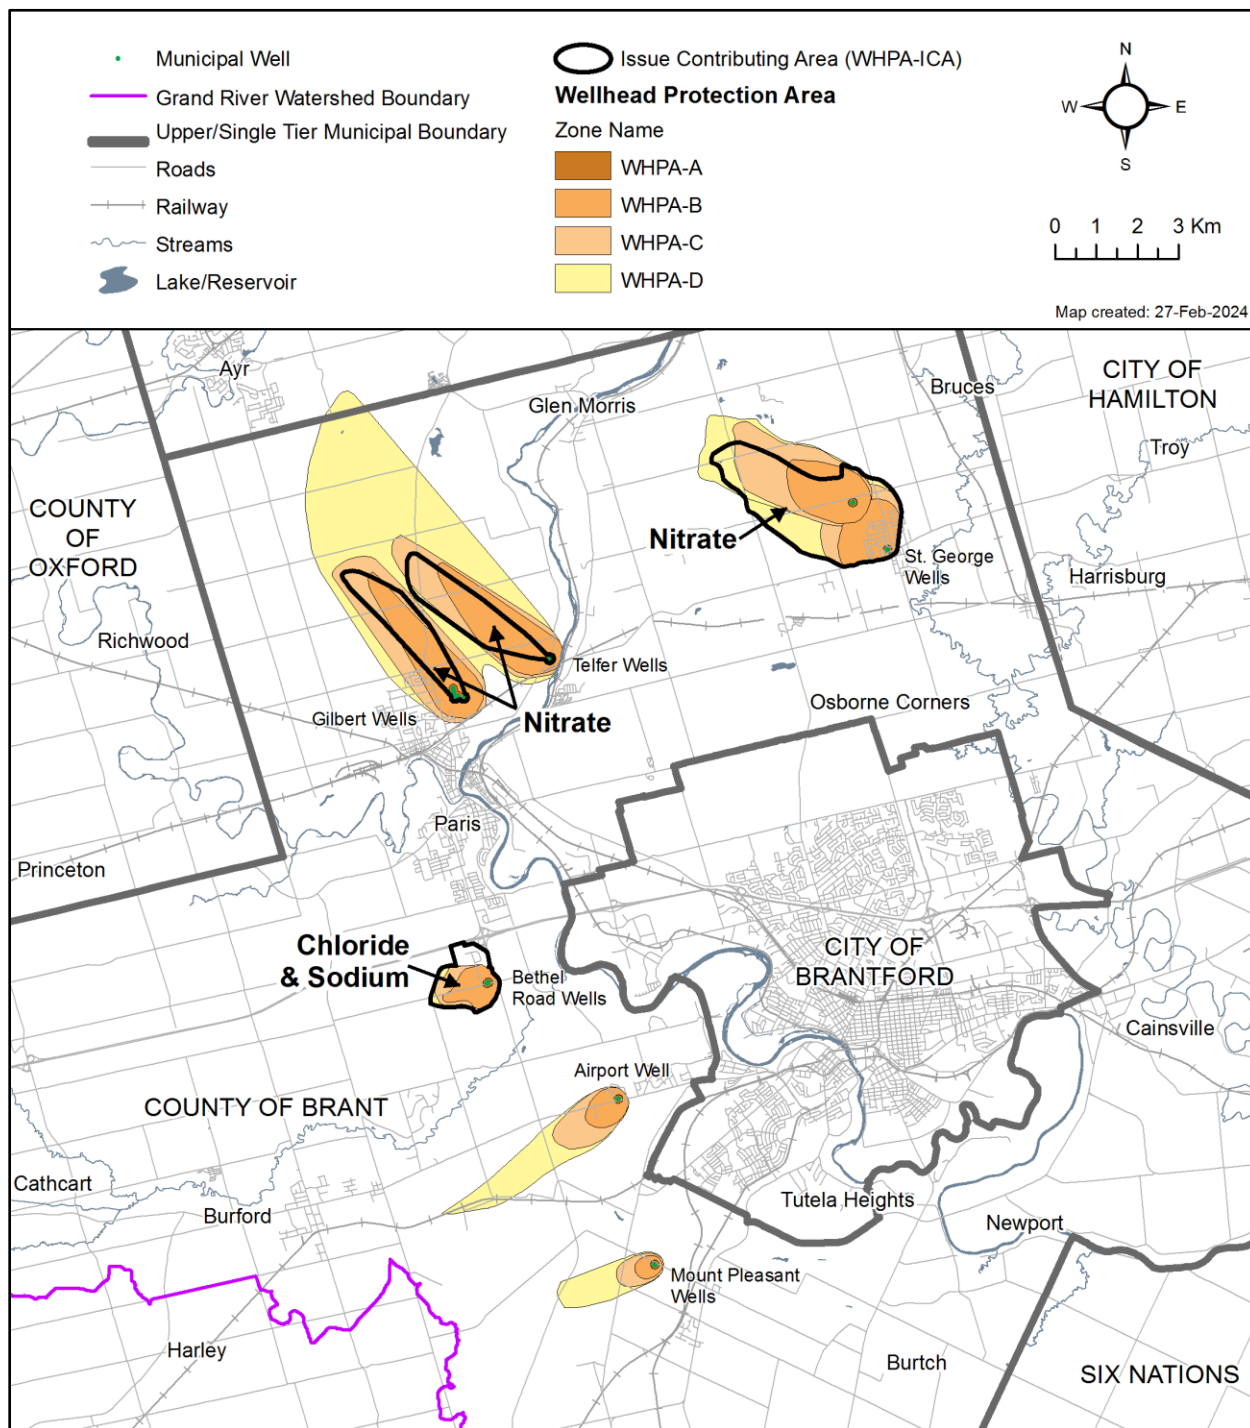 Municipal Well
Grand River Watershed Boundary
Upper/Single Tier Municipal Boundary
Roads
Railway
Streams
Lake/Reservoir
Issue Contributing Area (WHPA-ICA)
Wellhead Protection Area
Zone Name
WHPA-A
WHPA-B
WHPA-C
WHPA-D
N
W
E
S
0 1 2 3 Km
Map created: 27-Feb-2024
Ayr
Glen Morris
Bruces
CITY OF
HAMILTON
Troy
COUNTY
OF
OXFORD
Nitrate
St. George
Wells
Harrisburg
Richwood
Telfer Wells
Gilbert Wells
Nitrate
Osborne Corners
Paris
Princeton
Chloride
& Sodium
Bethel
Road Wells
CITY OF
BRANTFORD
Cainsville
Airport Well
COUNTY OF BRANT
Cathcart
Burford
Tutela Heights
Newport
Mount Pleasant
Wells
Harley
Burtch
SIX NATIONS